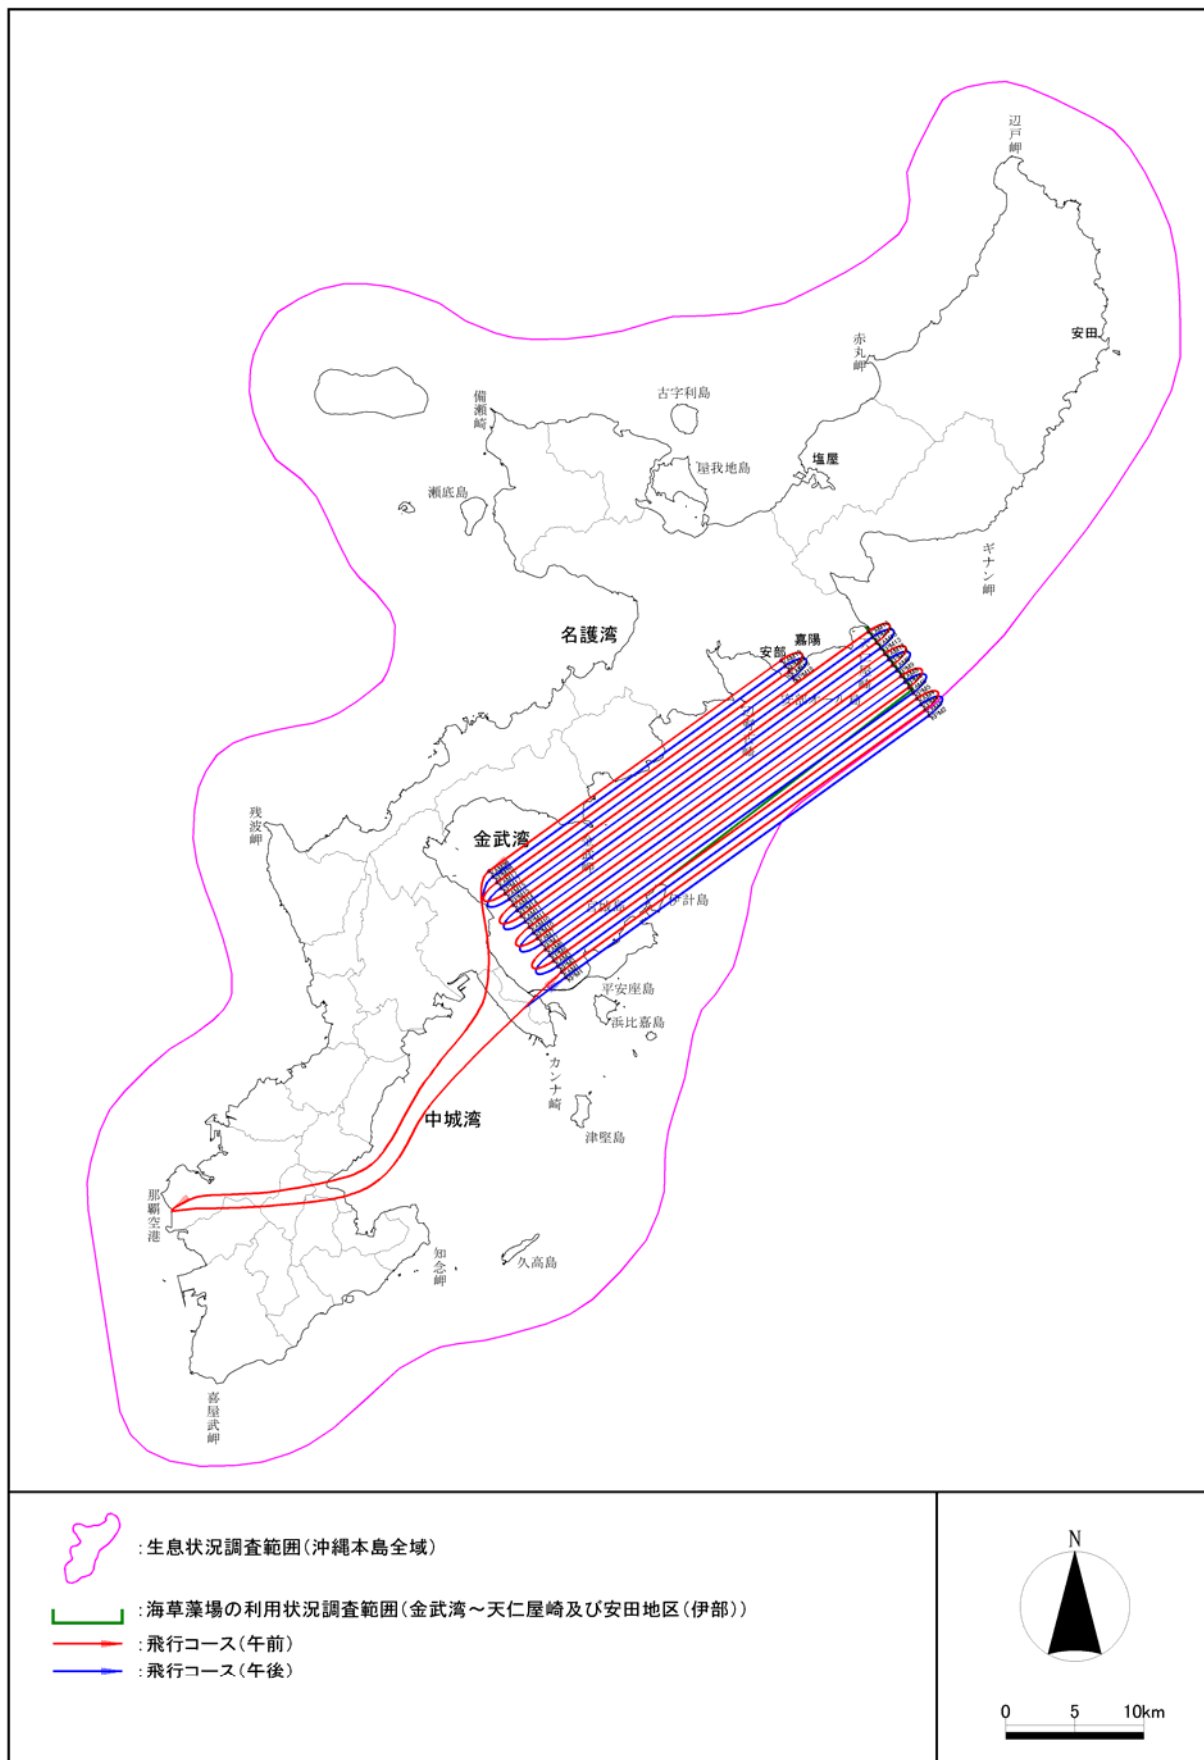 辺戸岬
安田
赤丸岬
備瀬崎
古宇利島
塩屋
屋我地島
瀬底島
ギナン岬
名護湾
嘉陽
安部
残波岬
金武湾
金武岬
宮城島
伊計島
平安座島
浜比嘉島
カンナ崎
中城湾
津堅島
那覇空港
知念岬
久高島
喜屋武岬
:生息状況調査範囲(沖縄本島全域)
:海草藻場の利用状況調査範囲(金武湾～天仁屋崎及び安田地区(伊部))
:飛行コース(午前)
:飛行コース(午後)
N
0 5 10km